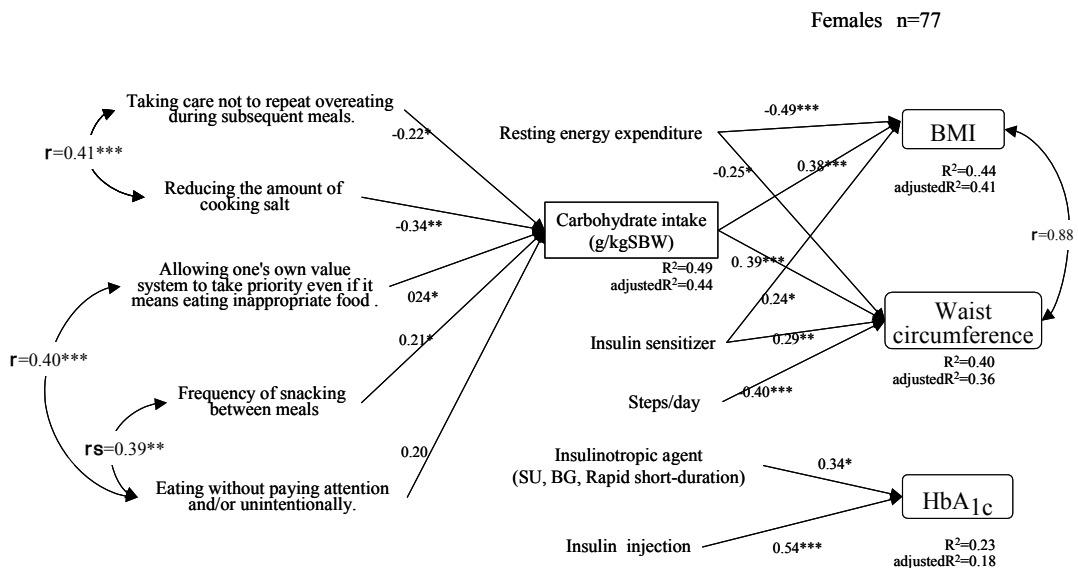 Females n=77
Taking care not to repeat overeating
during subsequent meals.
-0.22*
r=0.41***
Reducing the amount of
cooking salt
-0.34**
Allowing one's own value
system to take priority even if it
means eating inappropriate food .
024*
r=0.40***
0.21*
Frequency of snacking
between meals
rs=0.39**
0.20
Eating without paying attention
and/or unintentionally.
Carbohydrate intake
(g/kgSBW)
R²=0.49
adjustedR²=0.44
Resting energy expenditure
-0.49***
-0.25*
0.38***
0. 39***
0.24*
Insulin sensitizer
0.29**
Steps/day
-0.40***
BMI
R²=0..44
adjustedR²=0.41
r=0.88
Waist
circumference
R²=0.40
adjustedR²=0.36
Insulinotropic agent
(SU, BG, Rapid short-duration)
0.34*
Insulin injection
0.54***
HbA1c
R²=0.23
adjustedR²=0.18